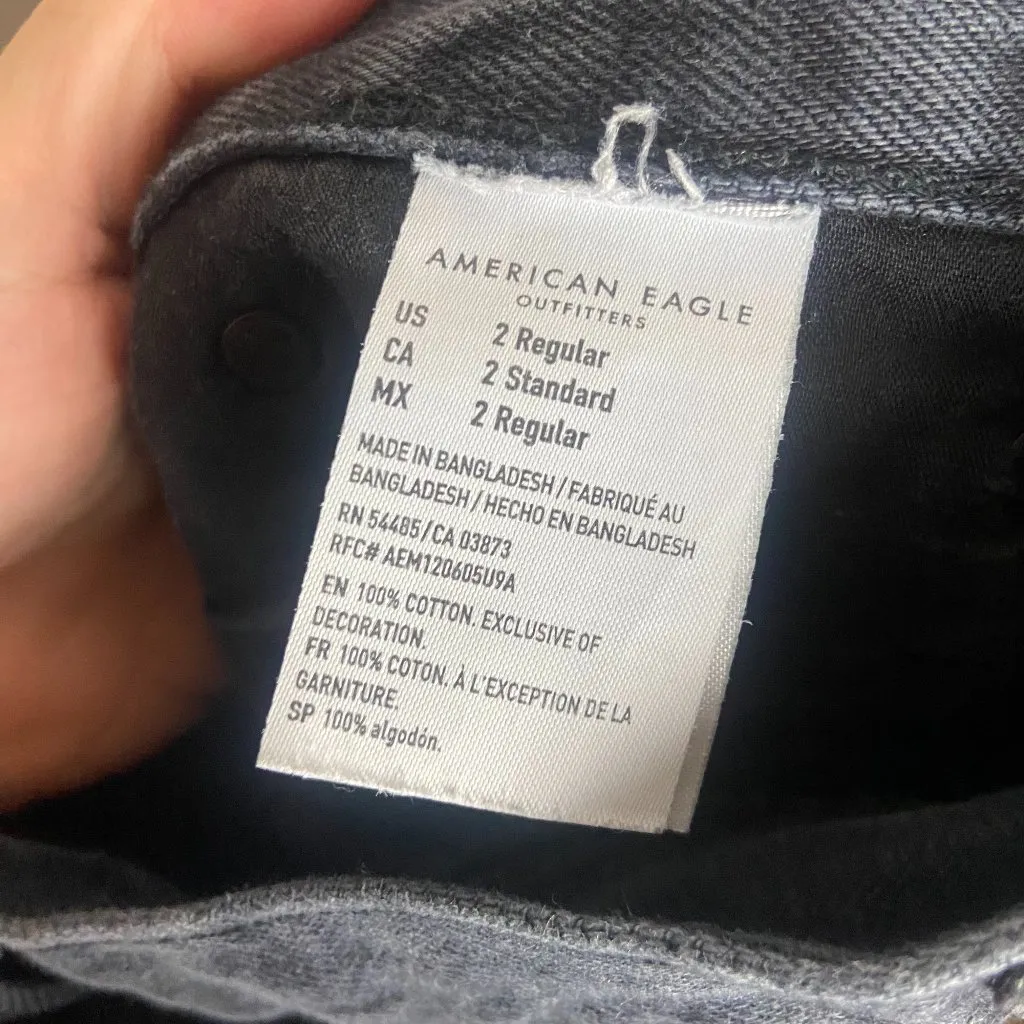 AMERICAN EAGLE
OUTFITTERS
US 2 Regular
CA 2 Standard
MX 2 Regular
MADE IN BANGLADESH / FABRIQUÉ AU
BANGLADESH / HECHO EN BANGLADESH
RN 54485/CA 03873
RFC# AEM120605U9A
EN 100% COTTON. EXCLUSIVE OF
DECORATION.
FR 100% COTON. À L'EXCEPTION DE LA
GARNITURE.
SP 100% algodón.